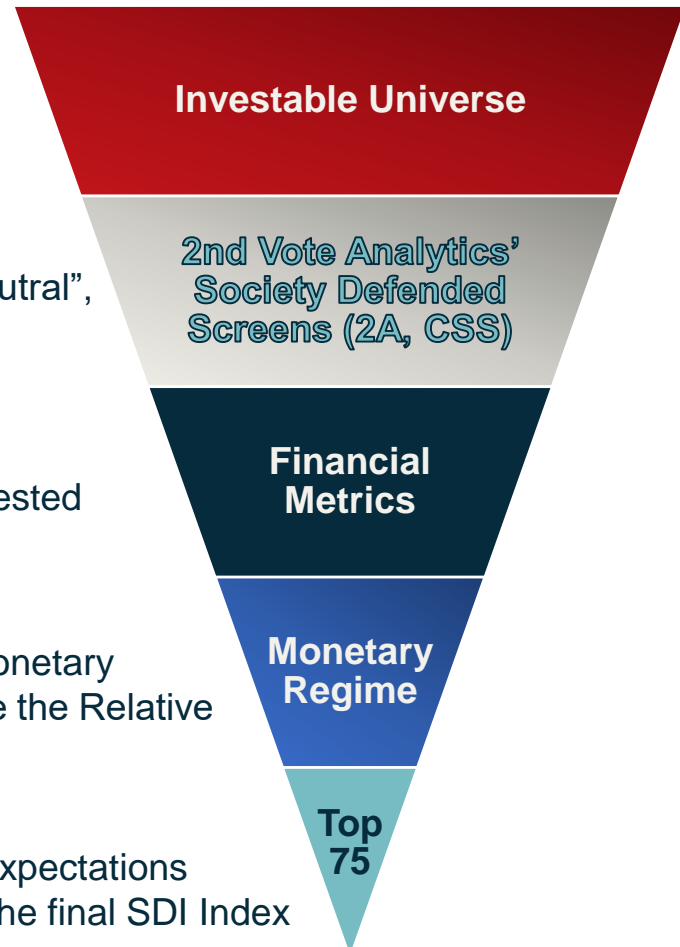 Investable Universe
2nd Vote Analytics’
Society Defended
Screens (2A, CSS)
utral”,
Financial
Metrics
ested
Monetary
Regime
onetary
e the Relative
Top
75
xpectations
he final SDI Index